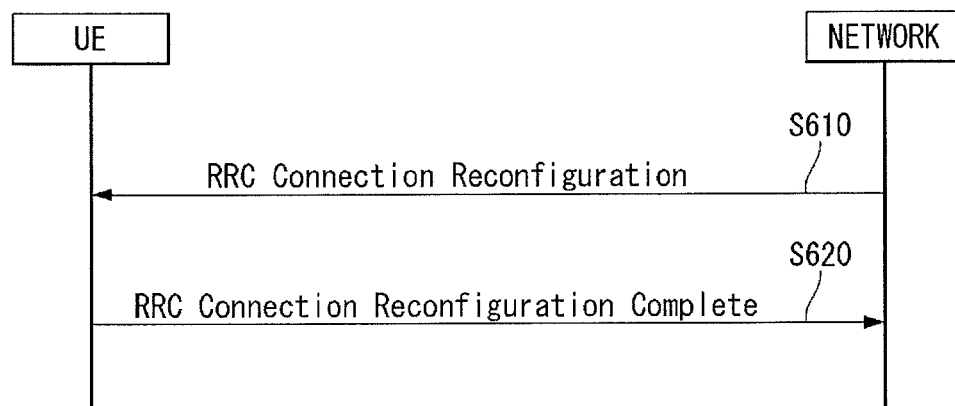 UE
NETWORK
S610
RRC Connection Reconfiguration
S620
RRC Connection Reconfiguration Complete